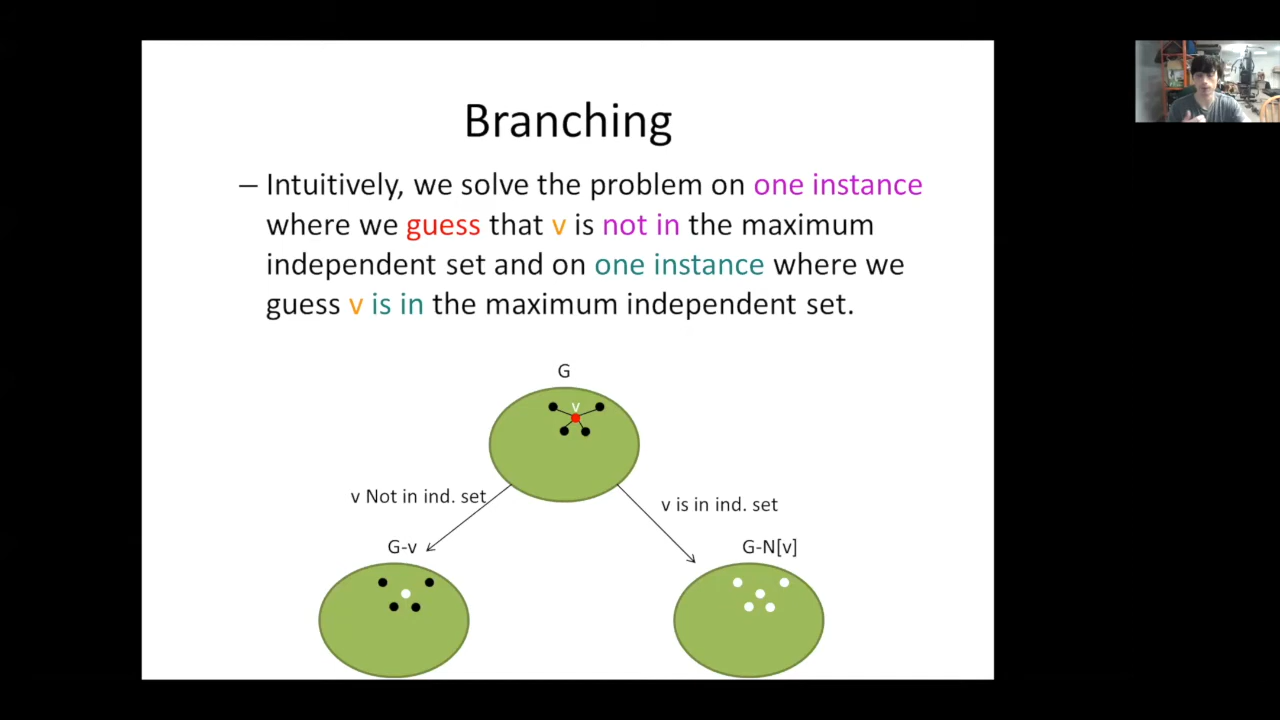 Branching
– Intuitively, we solve the problem on one instance
where we guess that v is not in the maximum
independent set and on one instance where we
guess v is in the maximum independent set.
G
v
v Not in ind. set
v is in ind. set
G-v
G-N[v]